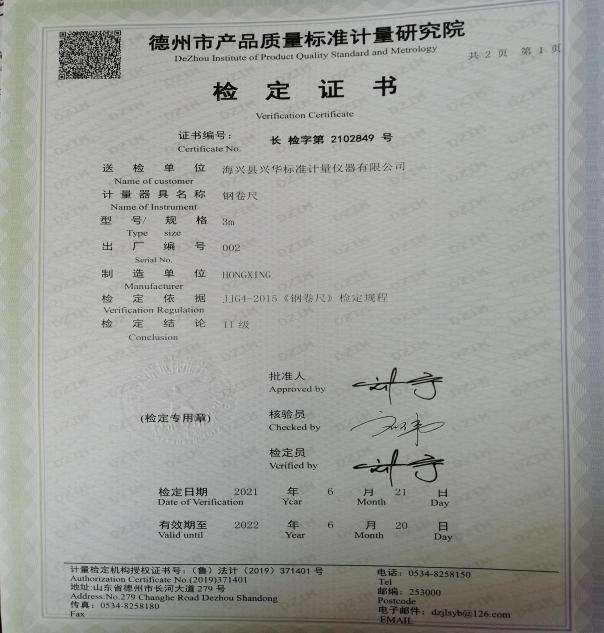 德州市产品质量标准计量研究院
DeZhou Institute of Product Quality Standard and Metrology
共 2 页 第 1 页
检定证书
Verification Certificate
证书编号: 长 检字第 2102849 号
Certificate No.
送检单位 海兴县兴华标准计量仪器有限公司
Name of customer
计量器具名称 钢卷尺
Name of Instrument
型号/规格 3m
Type size
出厂编号 002
Serial No.
制造单位 HONGXING
Manufacturer
检定依据 JJG4-2015《钢卷尺》检定规程
Verification Regulation
检定结论 II级
Conclusion
批准人
Approved by
(检定专用章)
核验员
Checked by
检定员
Verified by
检定日期 2021 年 6 月 21 日
Date of Verification Year Month Day
有效期至 2022 年 6 月 20 日
Valid until Year Month Day
计量检定机构授权证书号:(鲁)法计(2019)371401号
Authorization Certificate No.(2019)371401
地址:山东省德州市长河大道 279 号
Address.No.279 Changhe Road Dezhou Shandong
传真: 0534-8258180
Fax
电话: 0534-8258150
Tel
邮编: 253000
Postcode
电子邮件: dzjlsyb@126.com
EMAIL